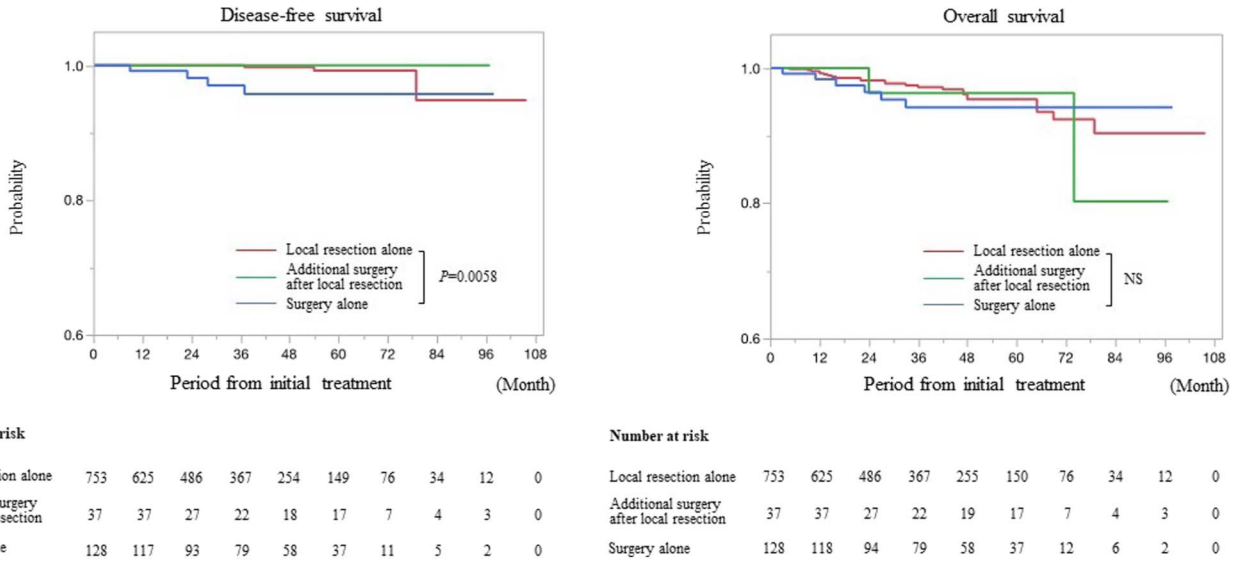 Disease-free survival
Probability
1.0
0.8
0.6
Local resection alone
Additional surgery
after local resection
Surgery alone
P=0.0058
0 12 24 36 48 60 72 84 96 108
Period from initial treatment (Month)
risk
ion alone 753 625 486 367 254 149 76 34 12 0
urgery
section 37 37 27 22 18 17 7 4 3 0
e 128 117 93 79 58 37 11 5 2 0
Overall survival
Probability
1.0
0.8
0.6
Local resection alone
Additional surgery
after local resection
Surgery alone
NS
0 12 24 36 48 60 72 84 96 108
Period from initial treatment (Month)
Number at risk
Local resection alone 753 625 486 367 255 150 76 34 12 0
Additional surgery
after local resection 37 37 27 22 19 17 7 4 3 0
Surgery alone 128 118 94 79 58 37 12 6 2 0